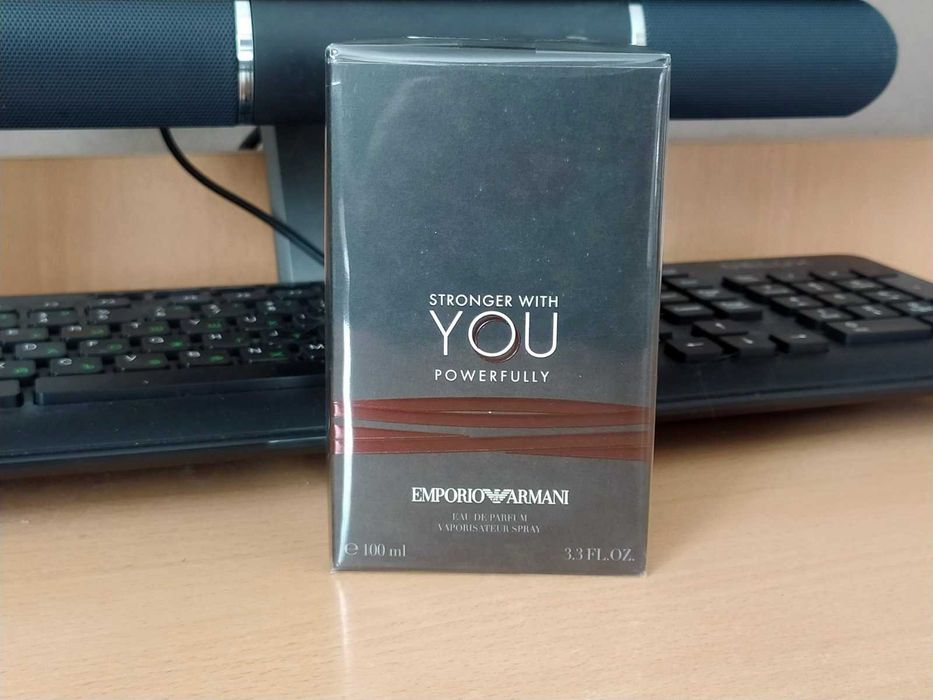 STRONGER WITH
YOU
POWERFULLY
EMPORIO ARMANI
EAU DE PARFUM
VAPORISATEUR SPRAY
℮ 100 ml 3.3 FL.OZ.